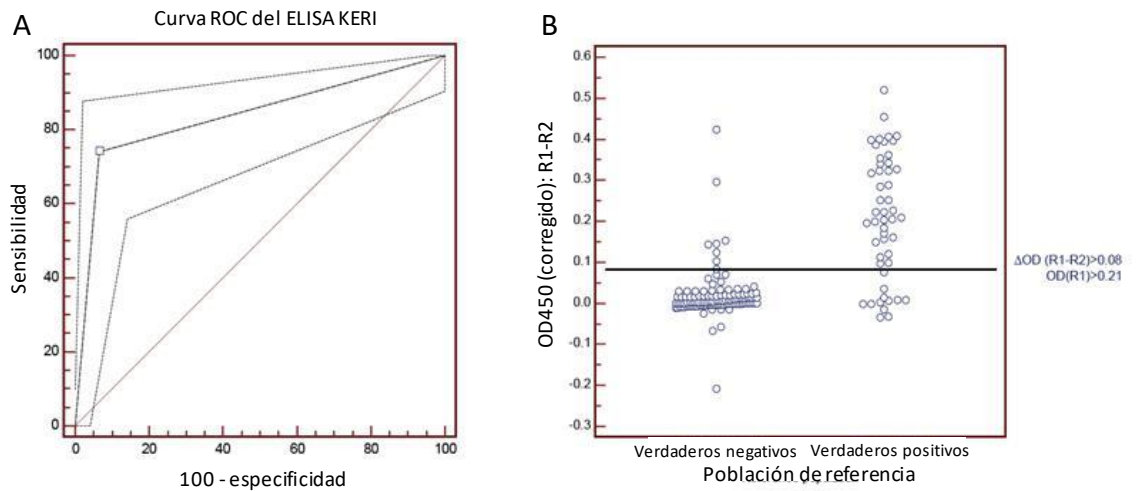 A
Curva ROC del ELISA KERI
Sensibilidad
100
80
60
40
20
0
0 20 40 60 80 100
100 - especificidad
B
OD450 (corregido): R1-R2
0.6
0.5
0.4
0.3
0.2
0.1
0.0
-0.1
-0.2
-0.3
ΔOD (R1-R2)>0.08
OD(R1)>0.21
Verdaderos negativos Verdaderos positivos
Población de referencia